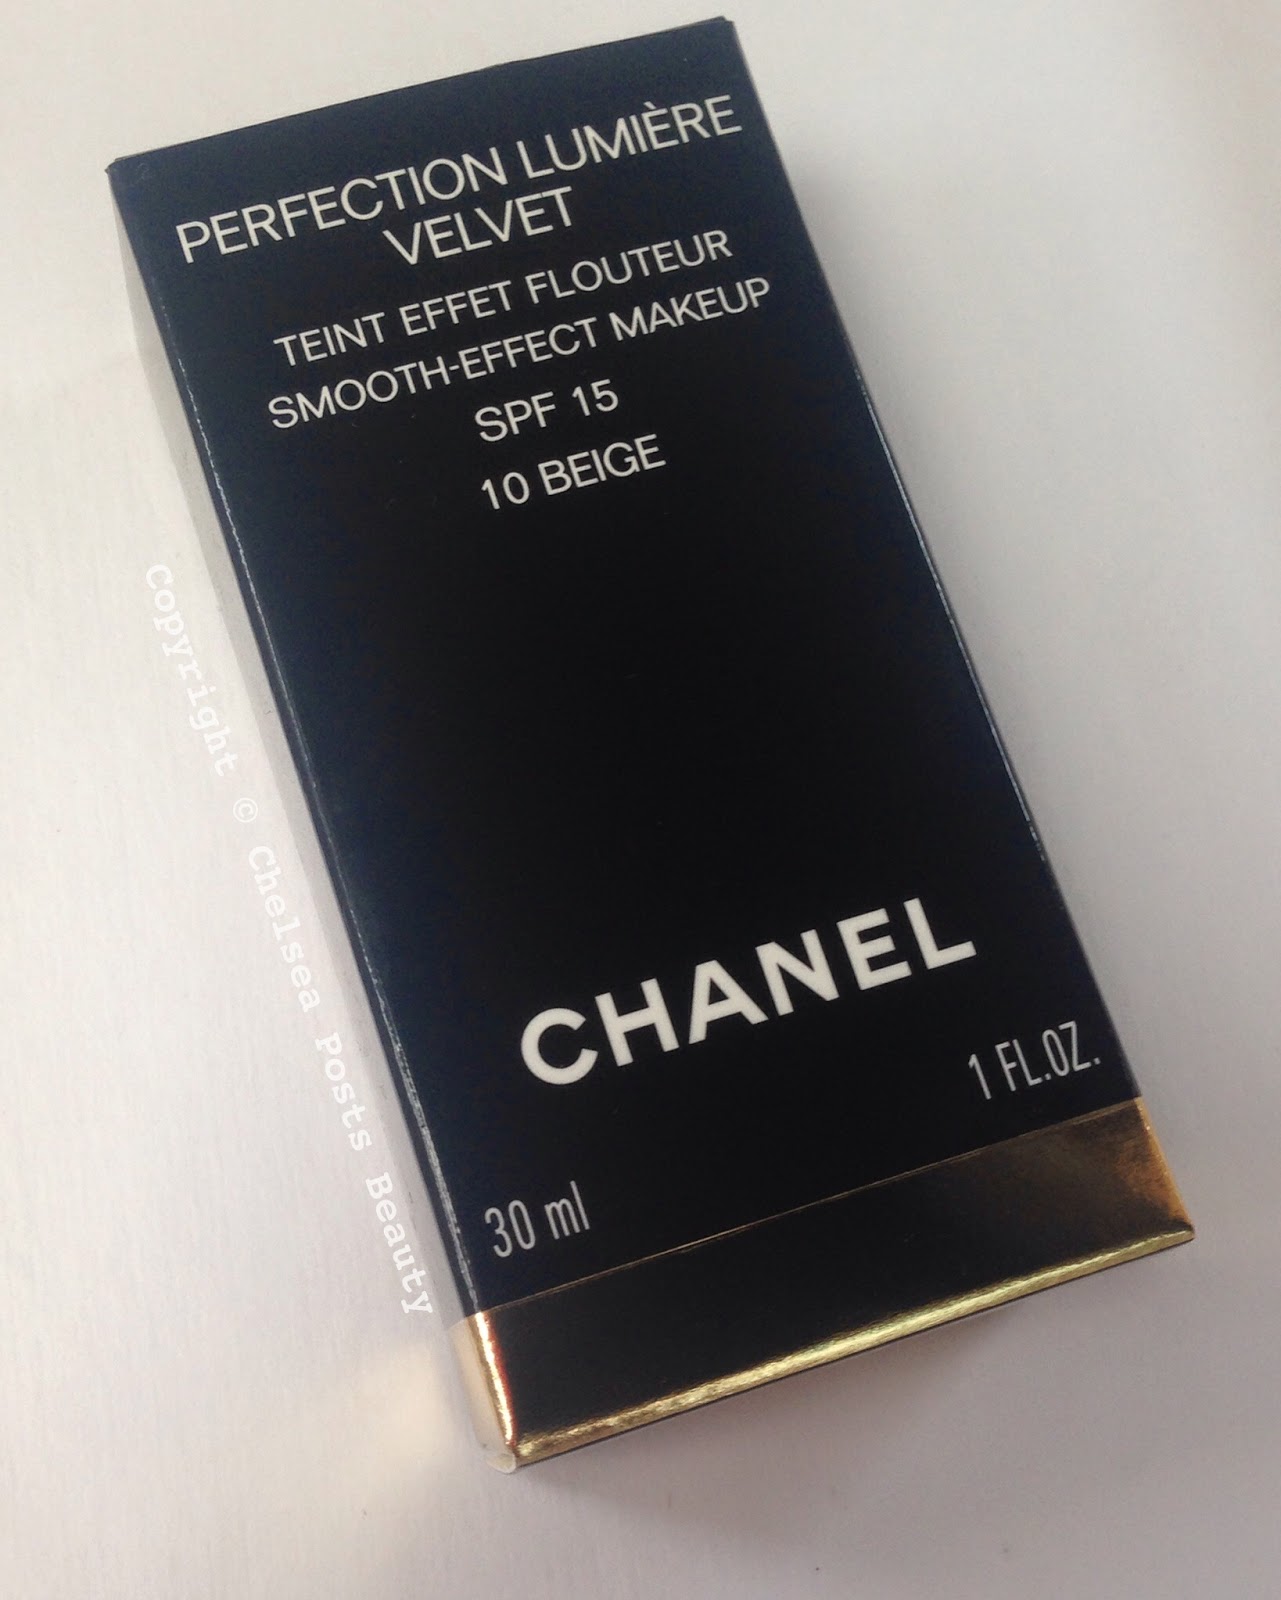 PERFECTION LUMIÈRE
VELVET
TEINT EFFET FLOUTEUR
SMOOTH-EFFECT MAKEUP
SPF 15
10 BEIGE
CHANEL
30 ml 1 FL.OZ.
Copyright © Chelsea Posts Beauty